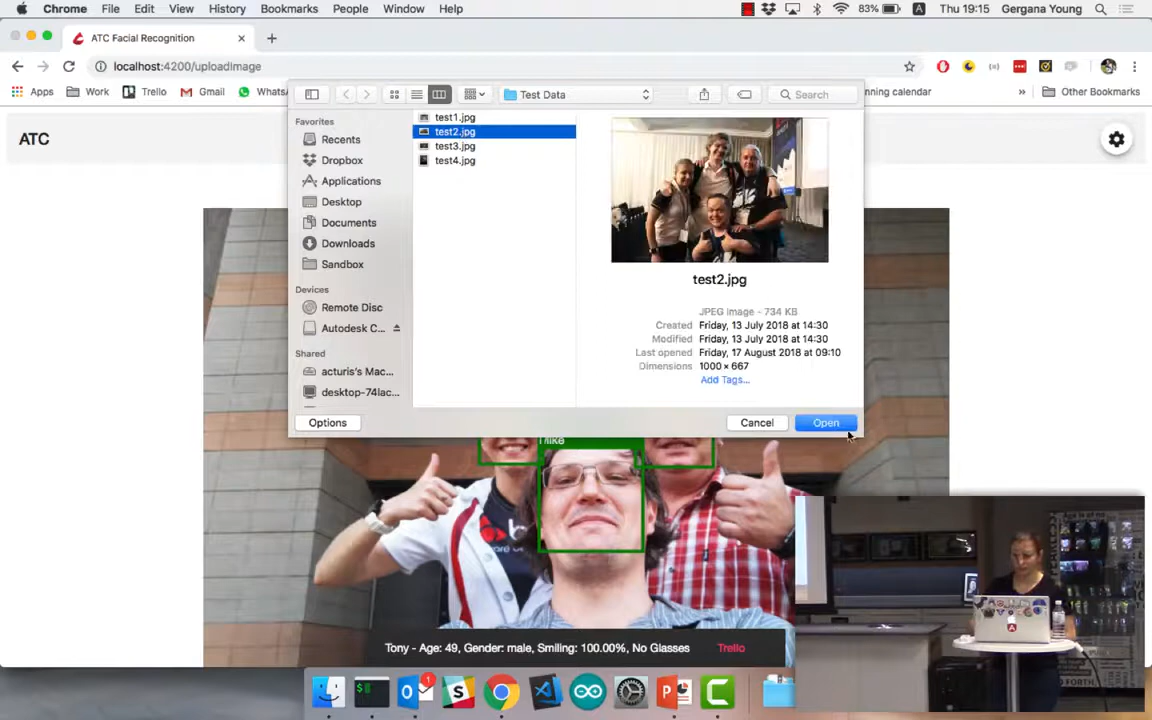 Chrome File Edit View History Bookmarks People Window Help 83% A Thu 19:15 Gergana Young
ATC Facial Recognition
localhost:4200/uploadImage
Apps Work Trello Gmail WhatsA nning calendar » Other Bookmarks
Test Data Search
ATC
Favorites
Recents
Dropbox
Applications
Desktop
Documents
Downloads
Sandbox
Devices
Remote Disc
Autodesk C...
Shared
acturis's Mac...
desktop-74lac...
test1.jpg
test2.jpg
test3.jpg
test4.jpg
test2.jpg
JPEG image - 734 KB
Created Friday, 13 July 2018 at 14:30
Modified Friday, 13 July 2018 at 14:30
Last opened Friday, 17 August 2018 at 09:10
Dimensions 1000 × 667
Add Tags...
Options Cancel Open
Tony - Age: 49, Gender: male, Smiling: 100.00%, No Glasses Trello